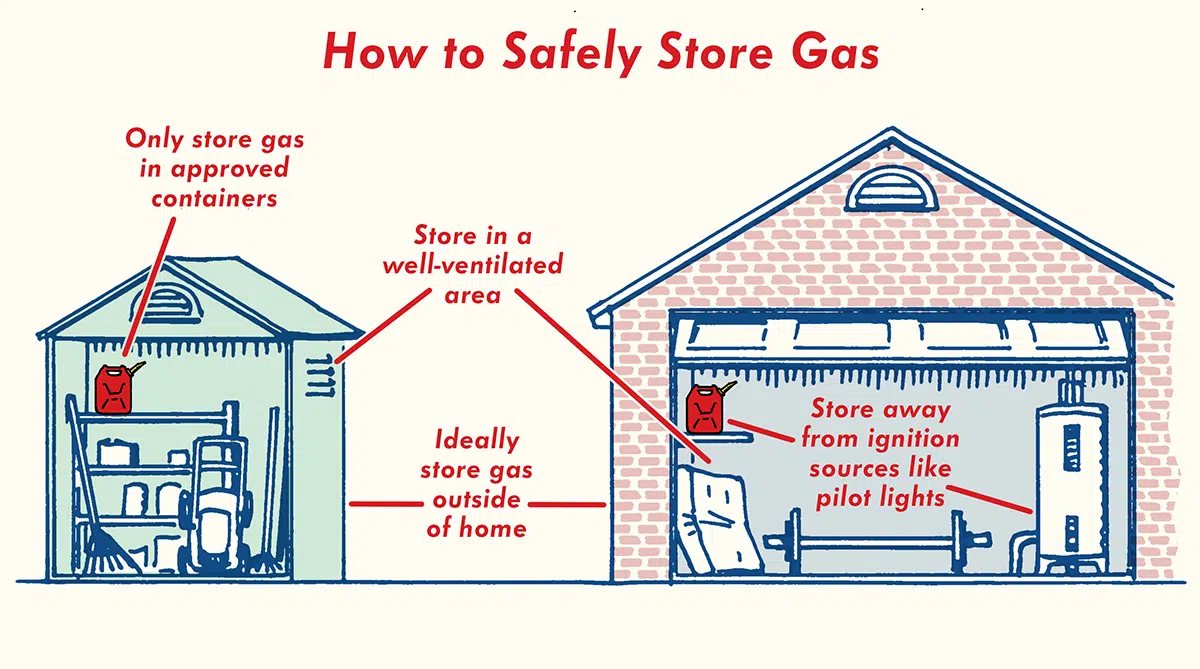 How to Safely Store Gas
Only store gas
in approved
containers
Store in a
well-ventilated
area
Ideally
store gas
outside
of home
Store away
from ignition
sources like
pilot lights